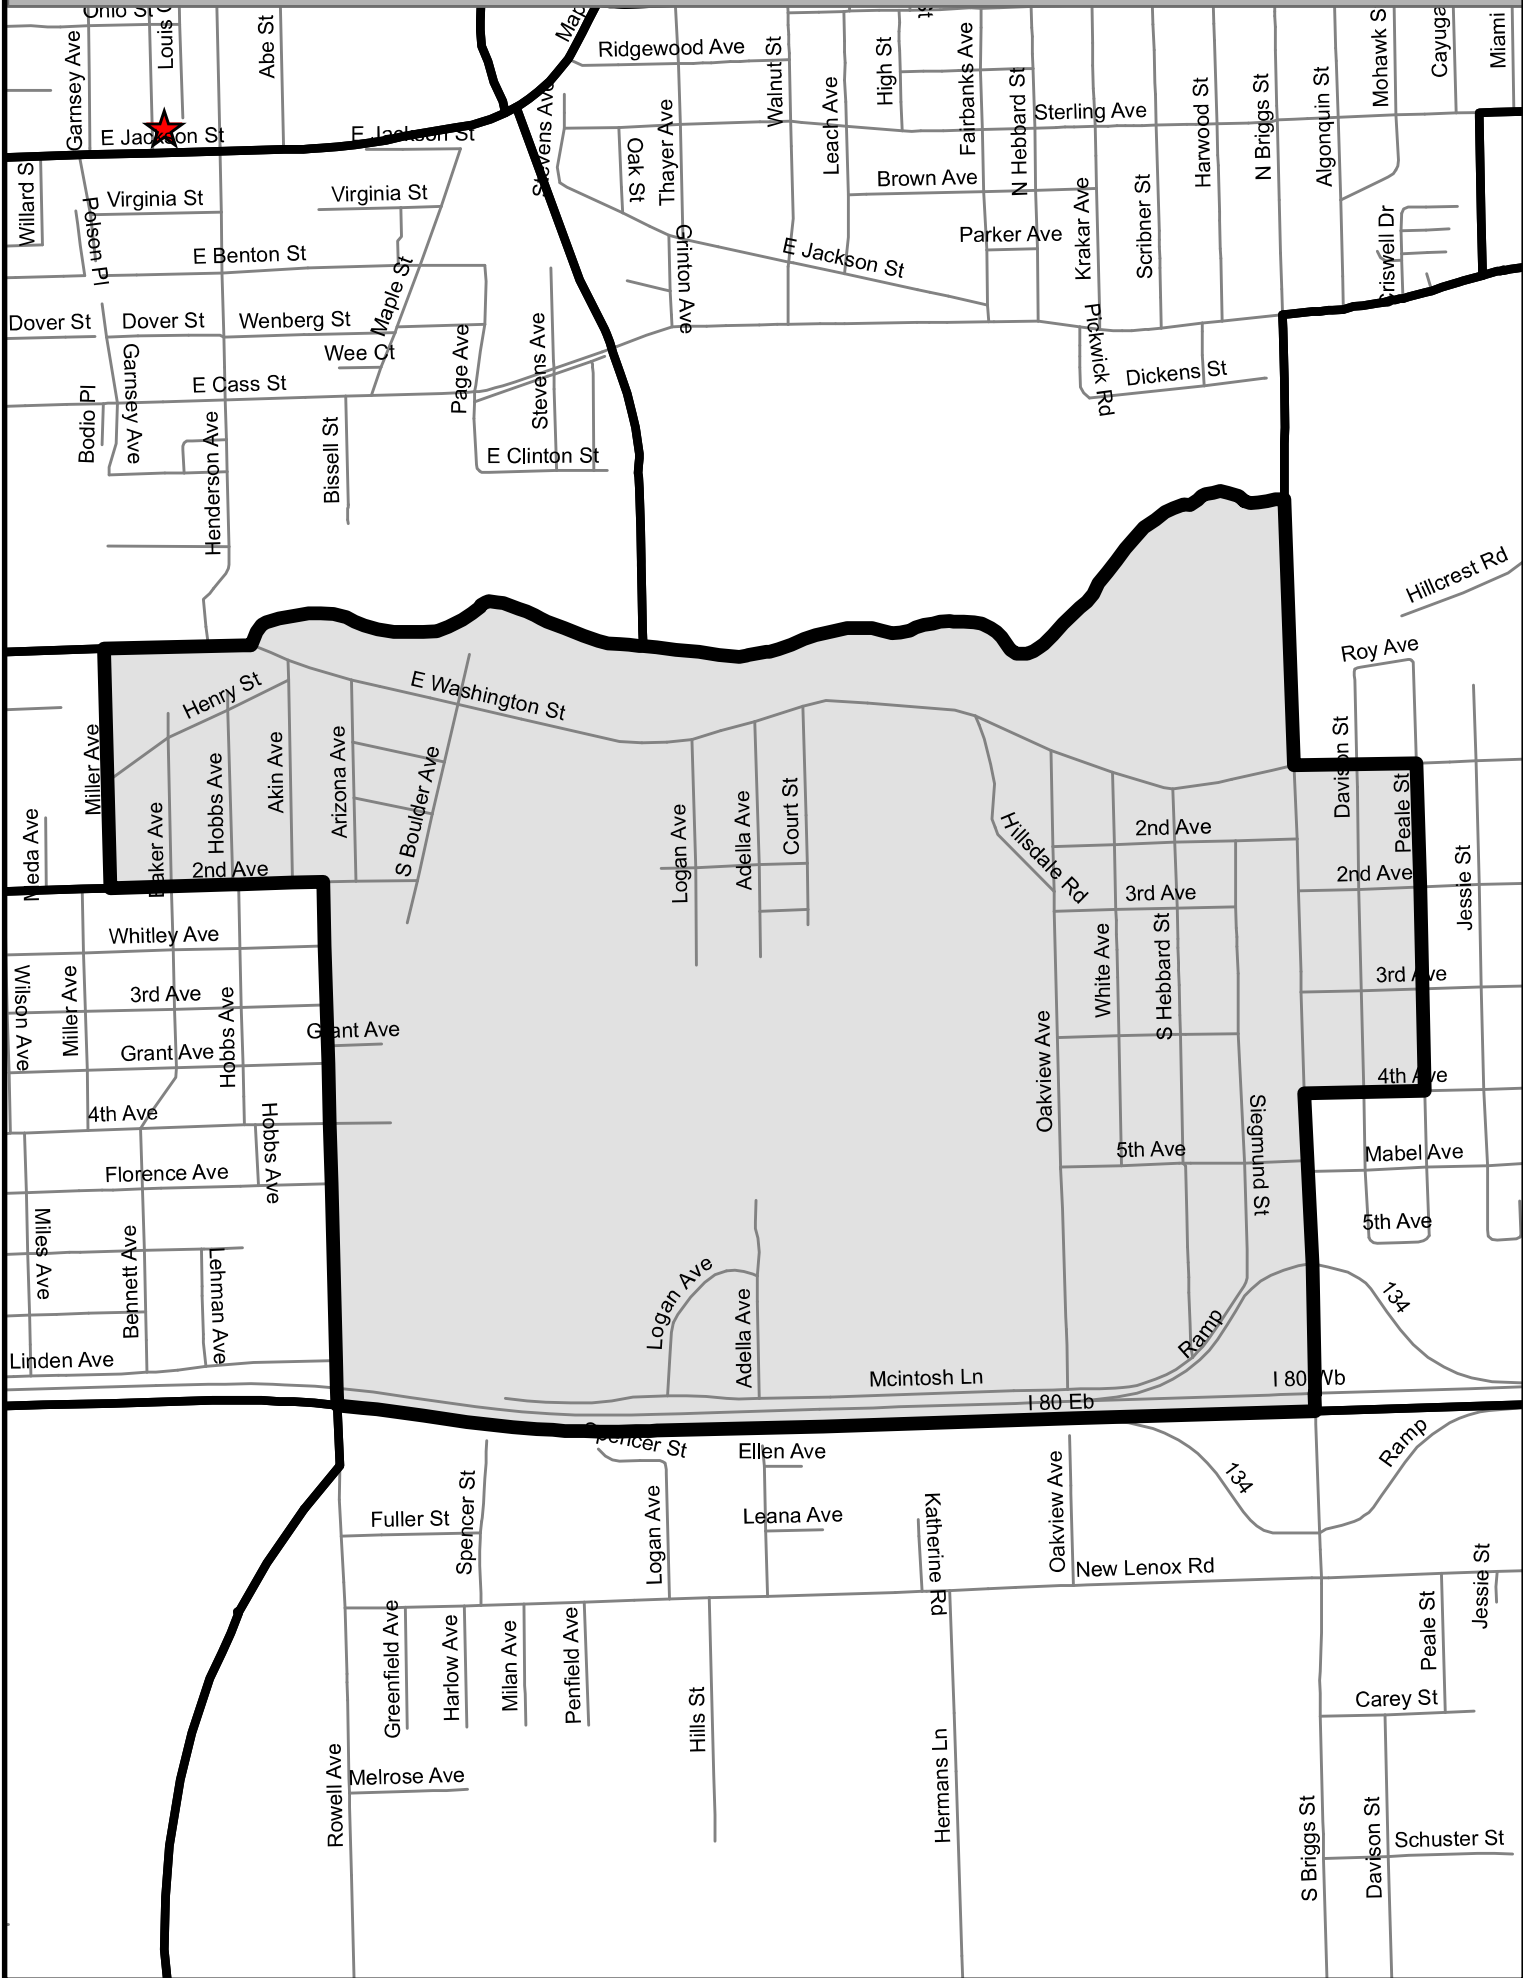 Ohio St
Louis
Garnsey Ave
Abe St
Map
Ridgewood Ave
Walnut St
High St
Fairbanks Ave
Mohawk S
Cayuga
Miami
E Jackson St
E Jackson St
Stevens Ave
Thayer Ave
Oak St
Leach Ave
N Hebbard St
Sterling Ave
Harwood St
N Briggs St
Algonquin St
Willard S
Polson Pl
Virginia St
Virginia St
Brown Ave
Krakar Ave
Scribner St
Parker Ave
Criswell Dr
E Benton St
Maple St
Grinton Ave
E Jackson St
Dover St
Dover St
Wenberg St
Wee Ct
Page Ave
Stevens Ave
Pickwick Rd
Dickens St
Garnsey Ave
E Cass St
Bodio Pl
Henderson Ave
Bissell St
E Clinton St
Hillcrest Rd
Roy Ave
Henry St
E Washington St
Miller Ave
Hobbs Ave
Akin Ave
Arizona Ave
S Boulder Ave
Davison St
Peale St
Meda Ave
Baker Ave
2nd Ave
Logan Ave
Adella Ave
Court St
Hillsdale Rd
2nd Ave
2nd Ave
Jessie St
3rd Ave
Whitley Ave
White Ave
S Hebbard St
3rd Ave
Wilson Ave
Miller Ave
3rd Ave
Hobbs Ave
Grant Ave
Grant Ave
Oakview Ave
4th Ave
4th Ave
Hobbs Ave
Siegmund St
5th Ave
Mabel Ave
Florence Ave
5th Ave
Miles Ave
Bennett Ave
Lehman Ave
Logan Ave
Adella Ave
Ramp
134
Linden Ave
Mcintosh Ln
I 80 Wb
I 80 Eb
Spencer St
Ellen Ave
Ramp
134
Spencer St
Fuller St
Logan Ave
Leana Ave
Katherine Rd
Oakview Ave
New Lenox Rd
Jessie St
Peale St
Greenfield Ave
Harlow Ave
Milan Ave
Penfield Ave
Hills St
Carey St
Hermans Ln
Rowell Ave
Melrose Ave
S Briggs St
Davison St
Schuster St